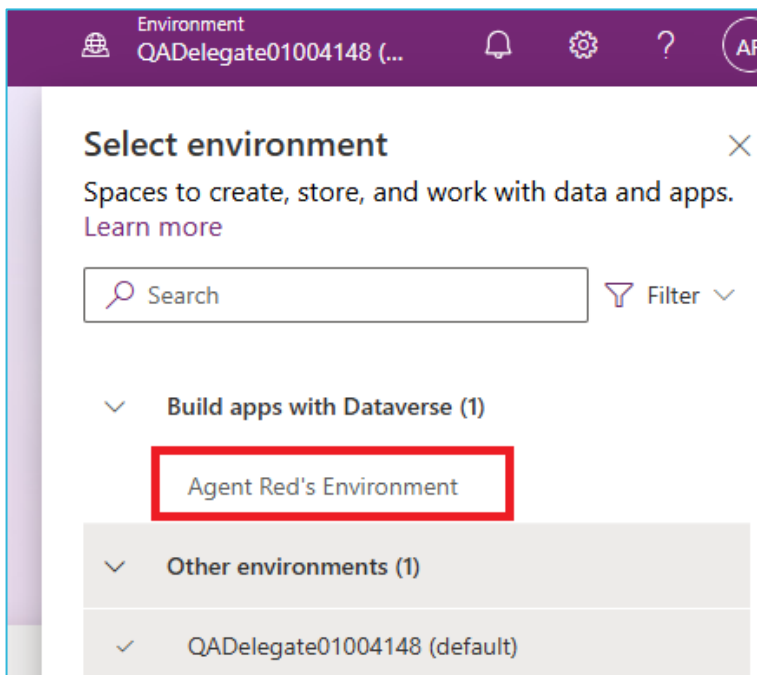 Environment
QADelegate01004148 (...
?
Select environment
Spaces to create, store, and work with data and apps.
Learn more
Search
Filter
Build apps with Dataverse (1)
Agent Red's Environment
Other environments (1)
QADelegate01004148 (default)